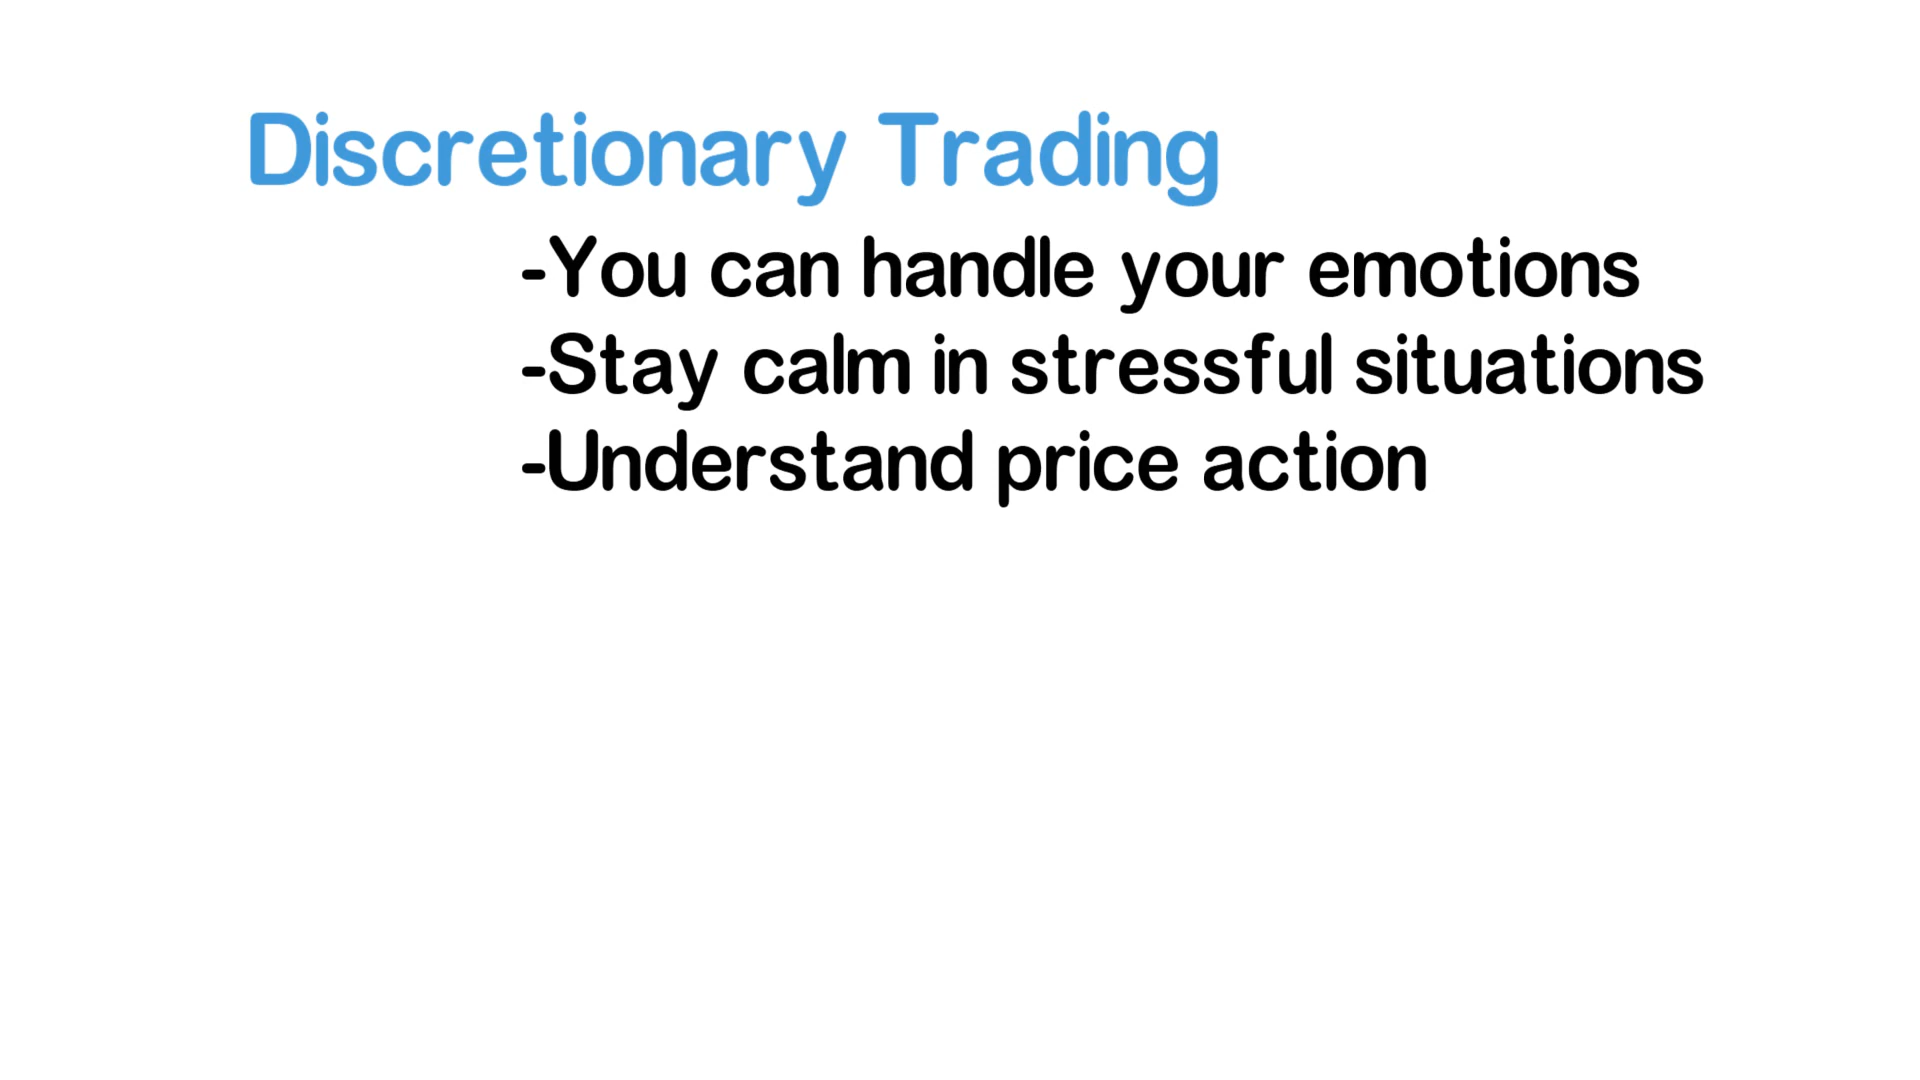 Discretionary Trading
-You can handle your emotions
-Stay calm in stressful situations
-Understand price action